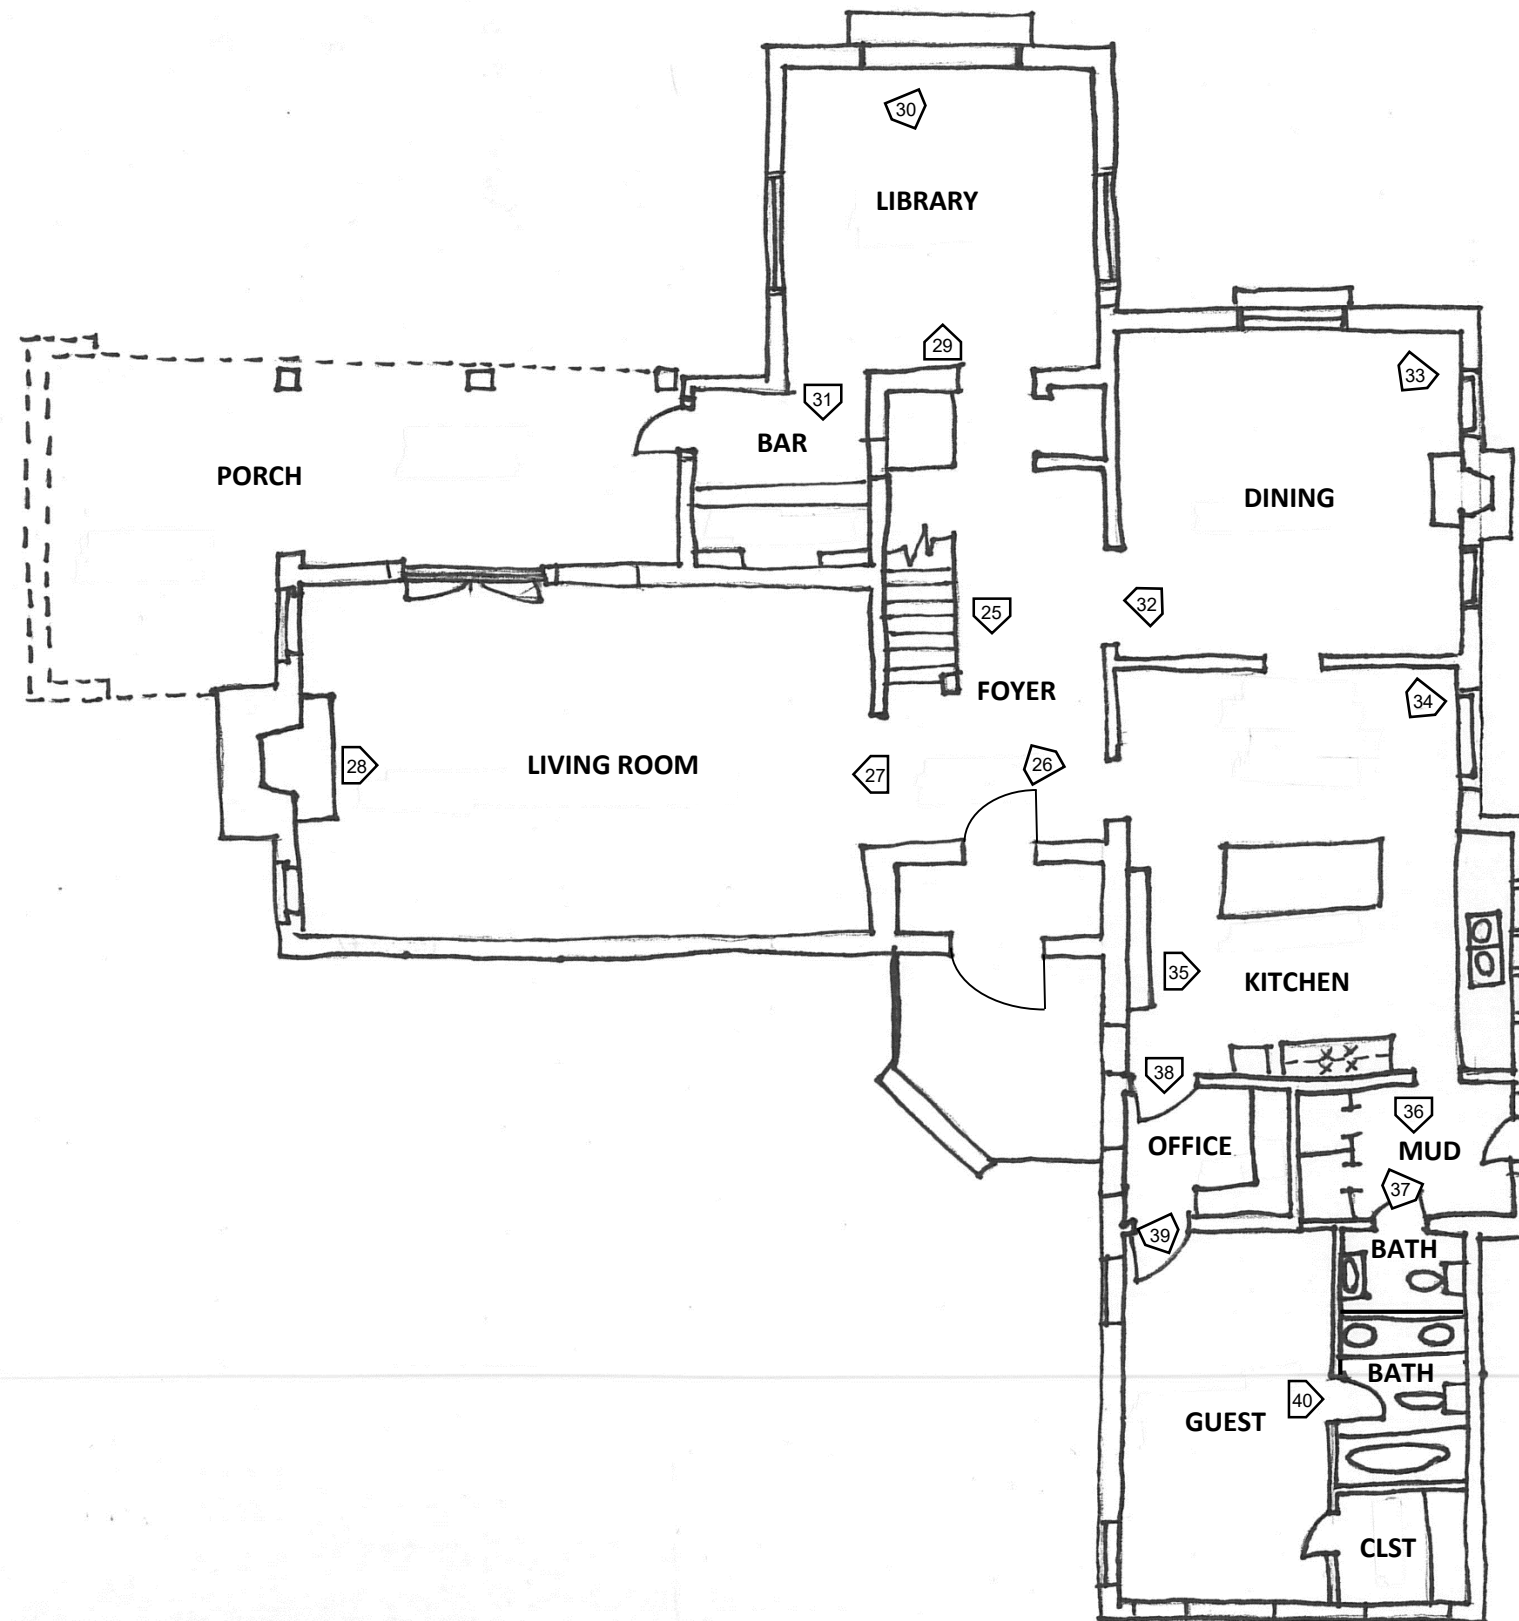 30
LIBRARY
29
33
31
BAR
PORCH
DINING
25
32
FOYER
34
28
LIVING ROOM
27
26
35
KITCHEN
38
36
OFFICE
MUD
37
39
BATH
BATH
40
GUEST
CLST